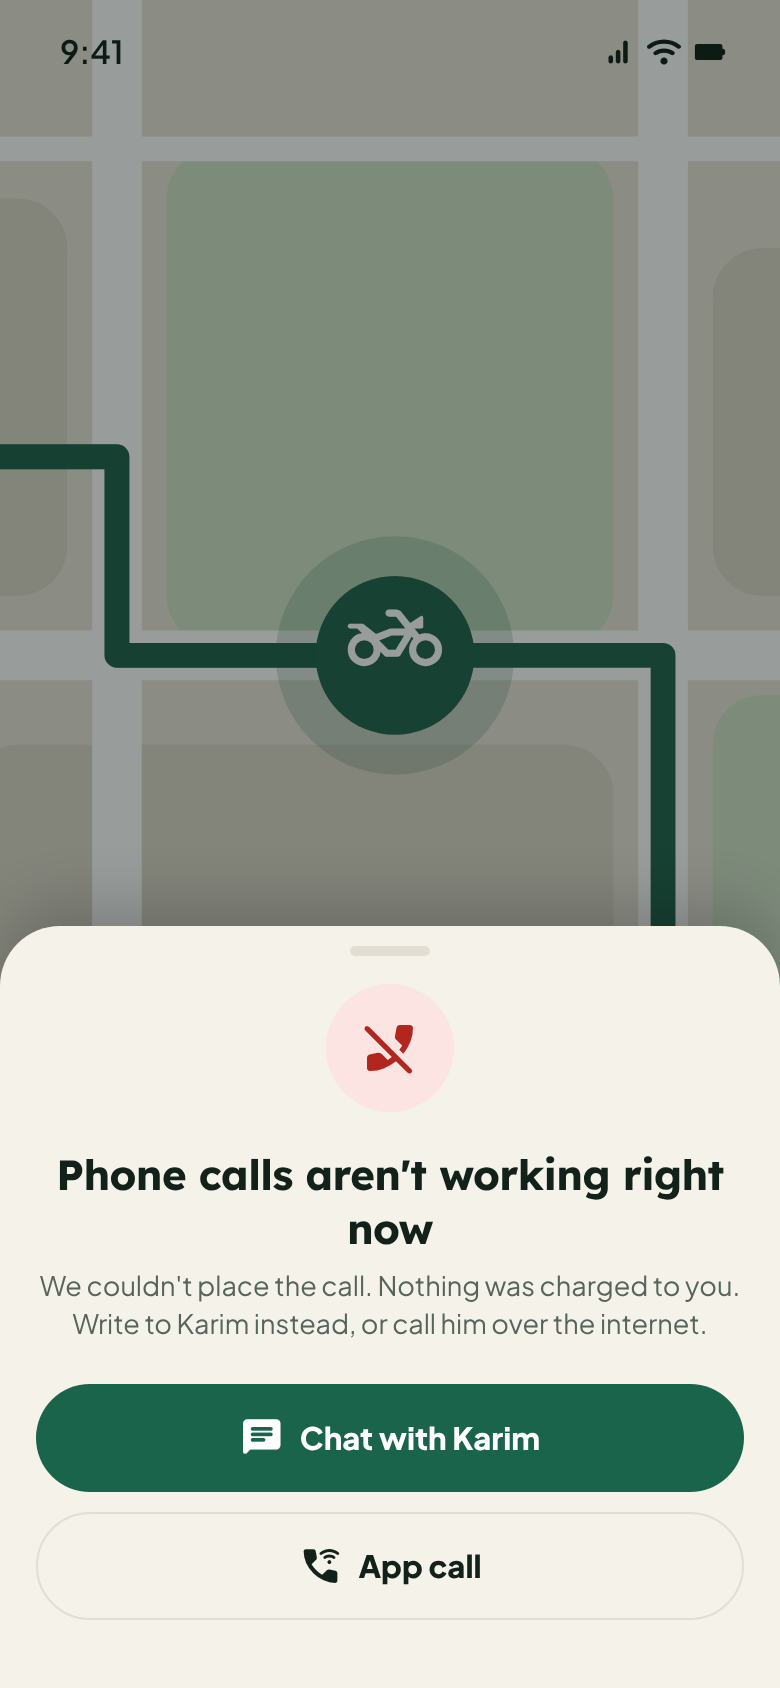 9:41
Phone calls aren't working right
now
We couldn't place the call. Nothing was charged to you.
Write to Karim instead, or call him over the internet.
Chat with Karim
App call